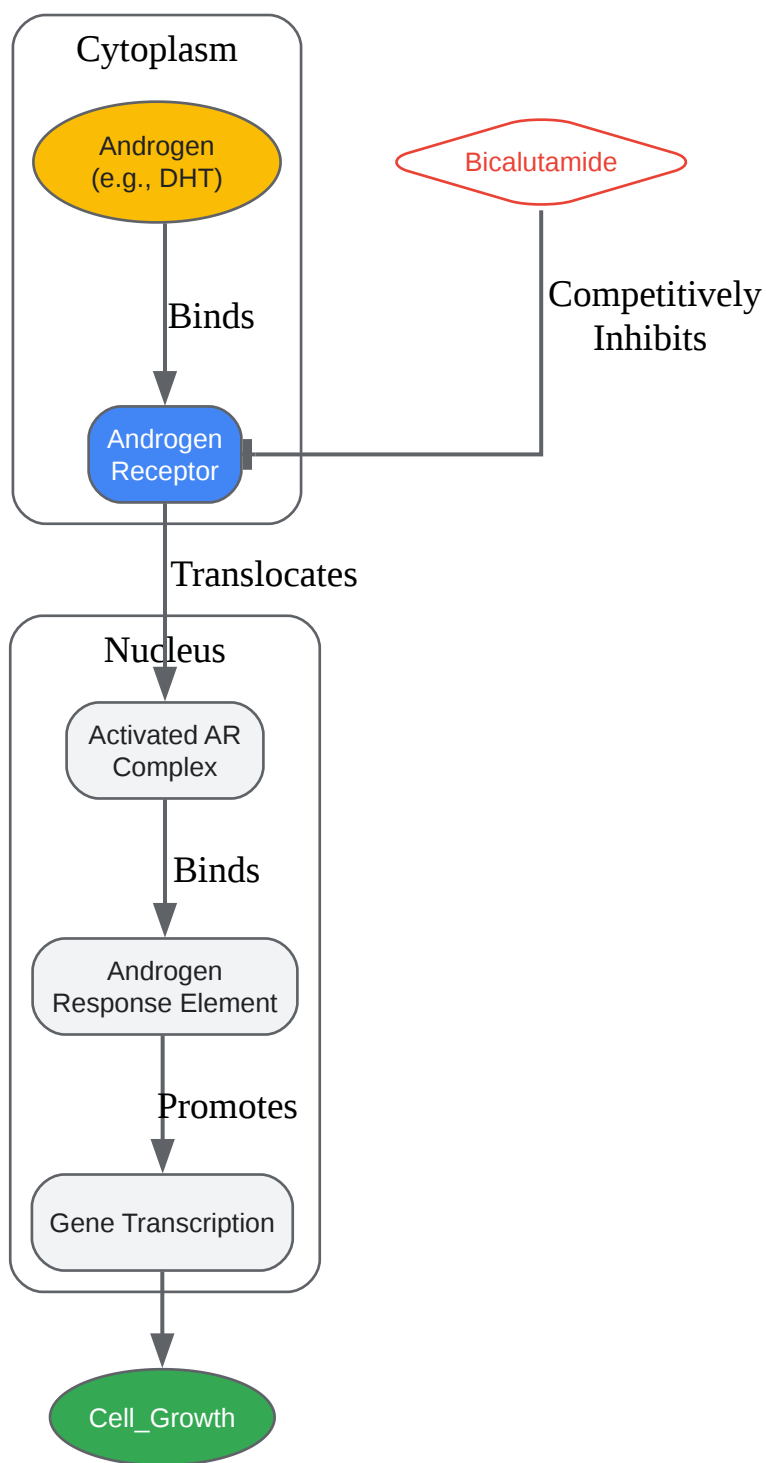 Cytoplasm
Androgen
(e.g., DHT)
Bicalutamide
Binds
Competitively
Inhibits
Androgen
Receptor
Translocates
Nucleus
Activated AR
Complex
Binds
Androgen
Response Element
Promotes
Gene Transcription
Cell_Growth